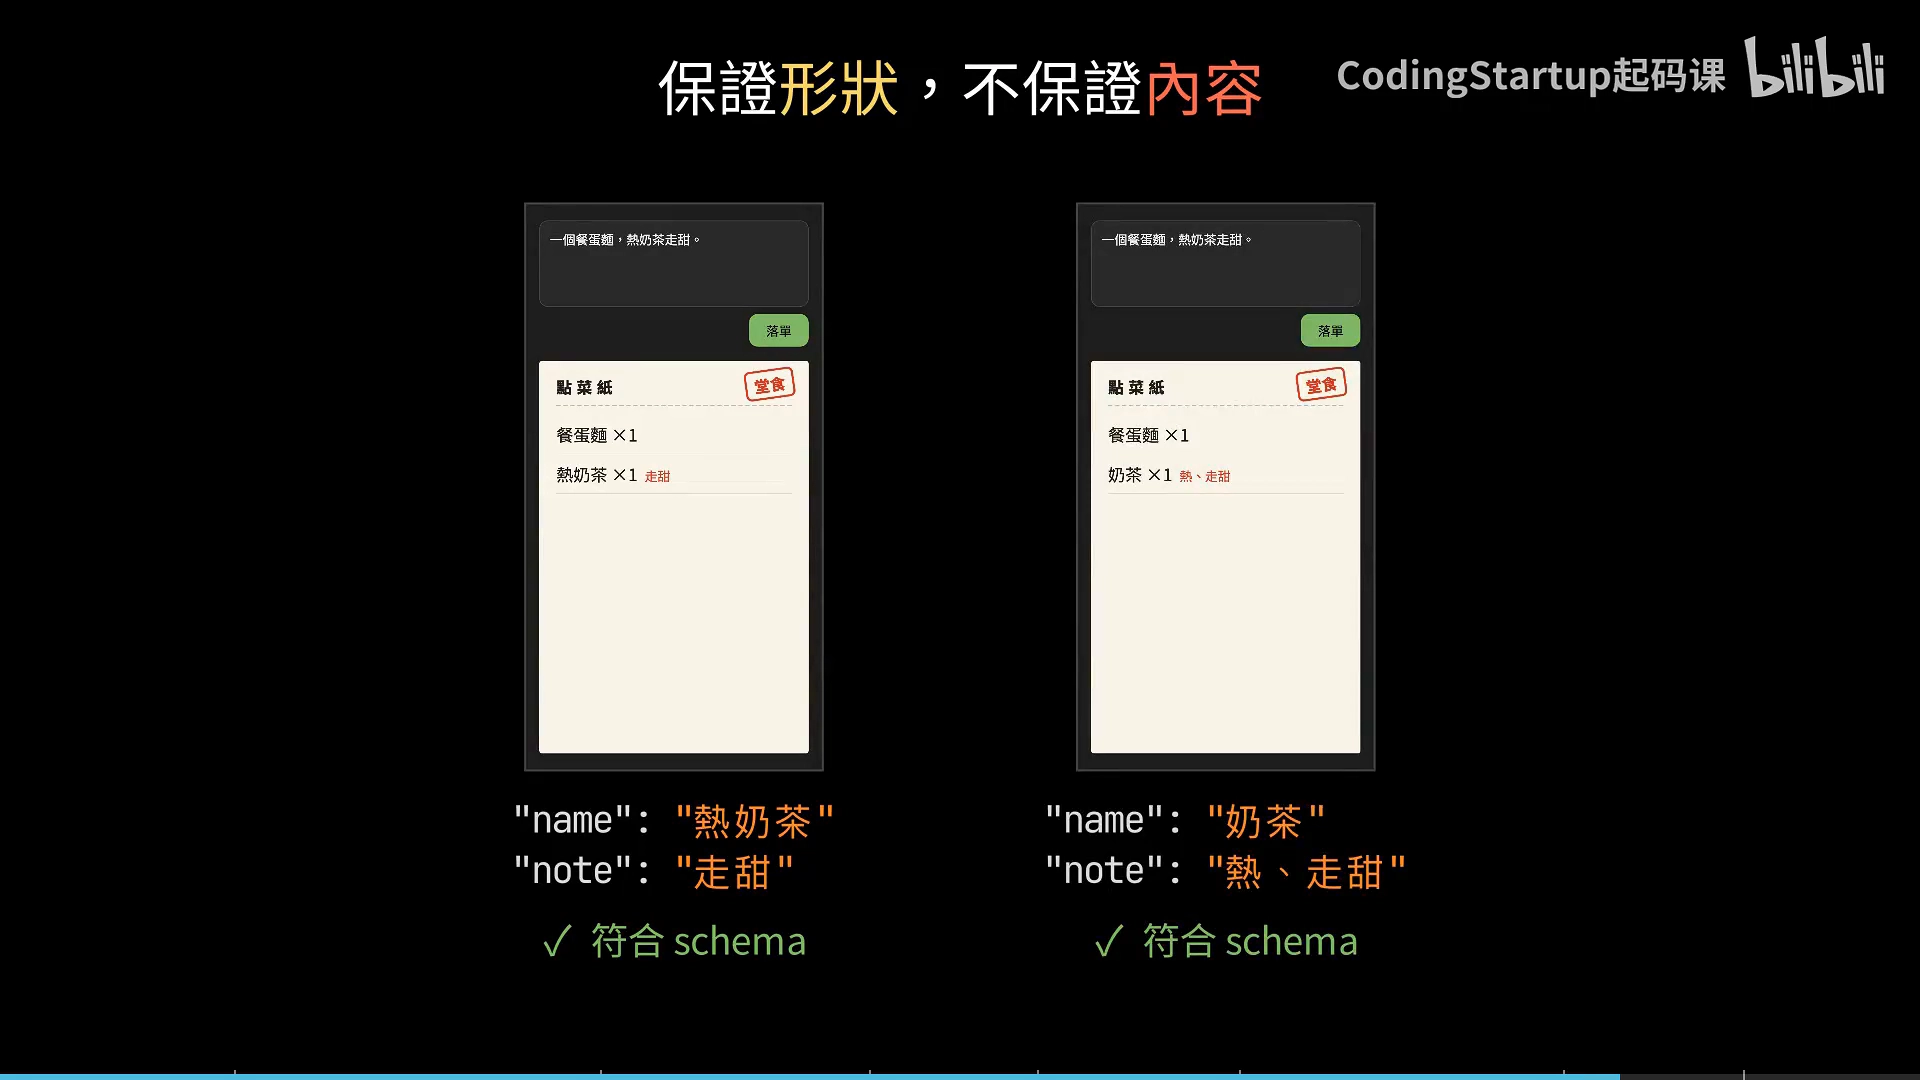 保證形狀，不保證內容
CodingStartup起码课 bilibili
一個餐蛋麵，熱奶茶走甜。
落單
點菜紙
堂食
餐蛋麵 ×1
熱奶茶 ×1 走甜
"name": "熱奶茶"
"note": "走甜"
✓ 符合 schema
一個餐蛋麵，熱奶茶走甜。
落單
點菜紙
堂食
餐蛋麵 ×1
奶茶 ×1 熱、走甜
"name": "奶茶"
"note": "熱、走甜"
✓ 符合 schema